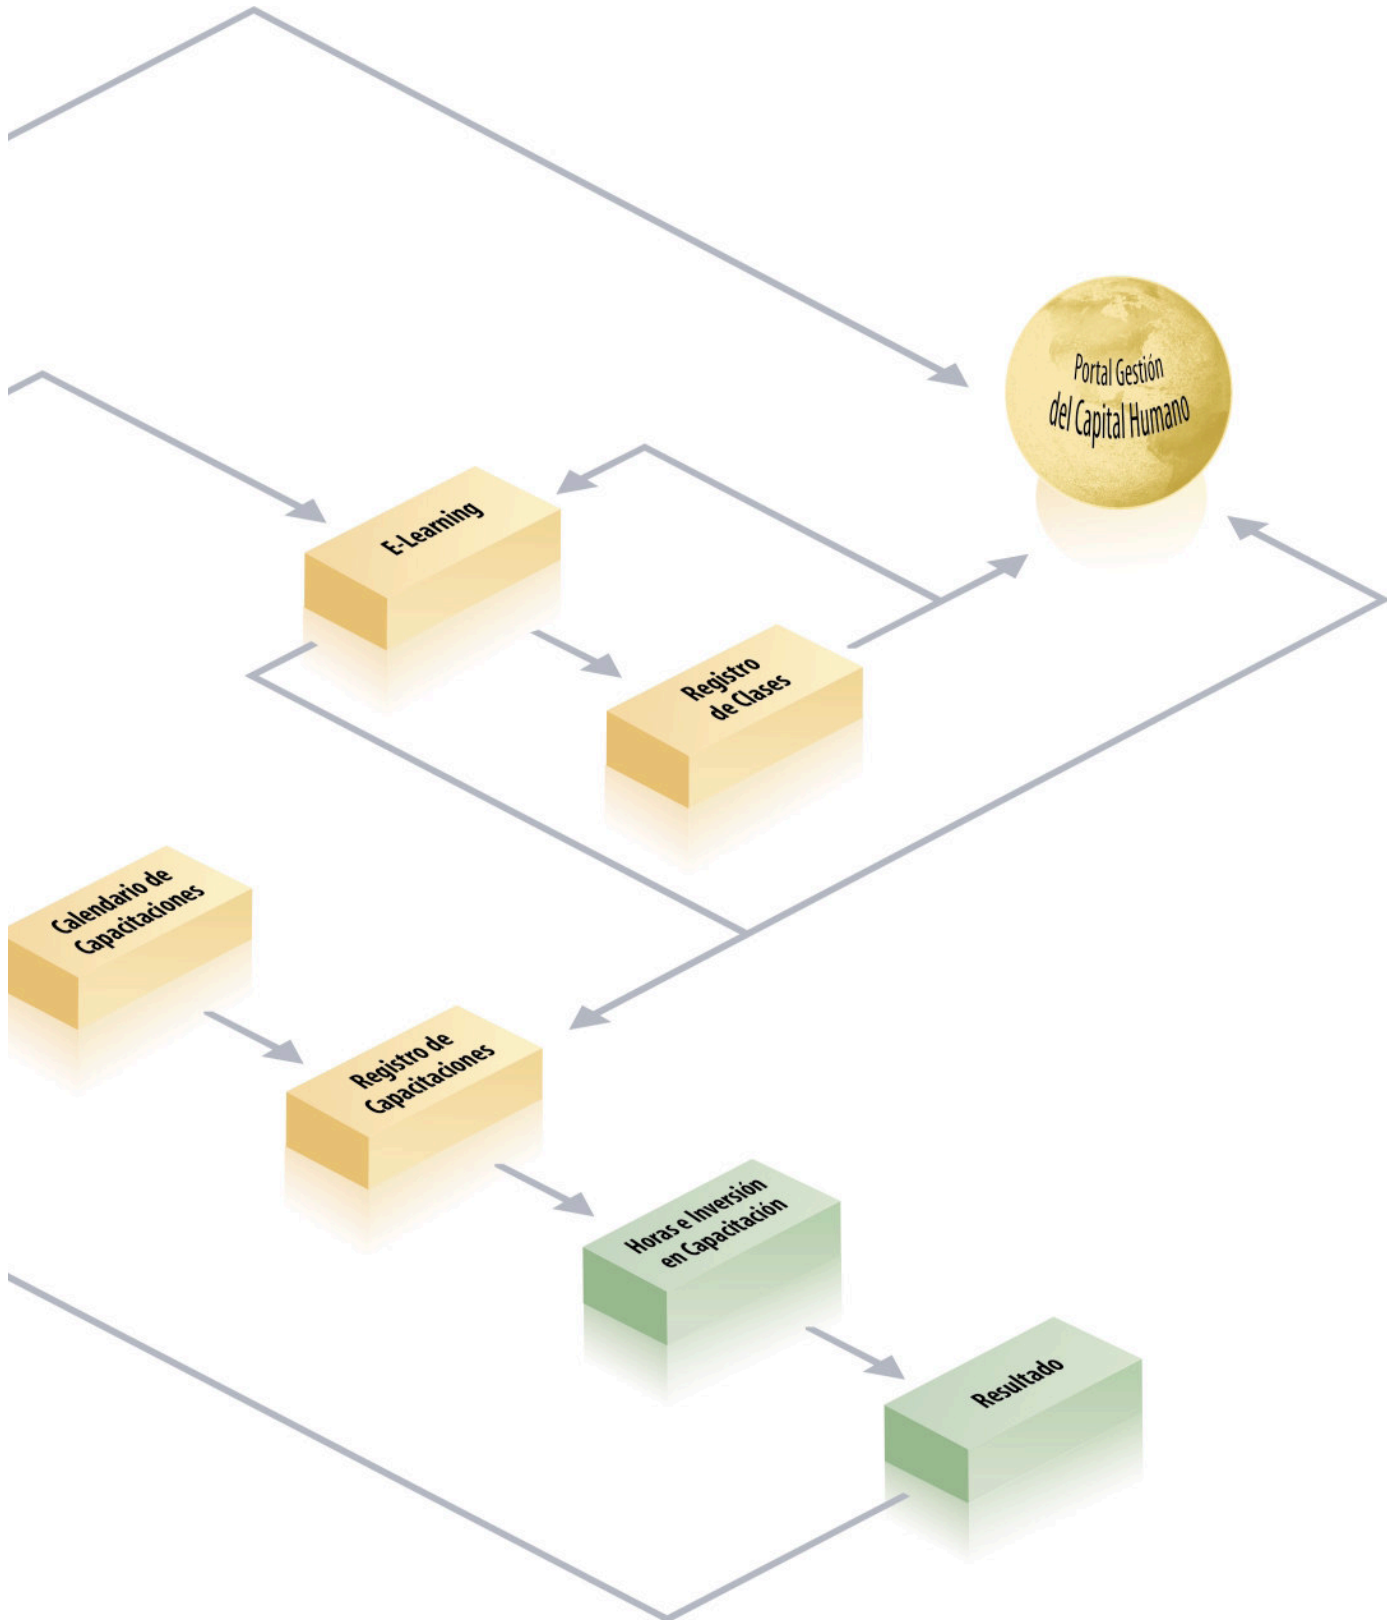 Portal Gestión
del Capital Humano
E-Learning
Registro
de Clases
Calendario de
Capacitaciones
Registro de
Capacitaciones
Horas e Inversión
en Capacitación
Resultado